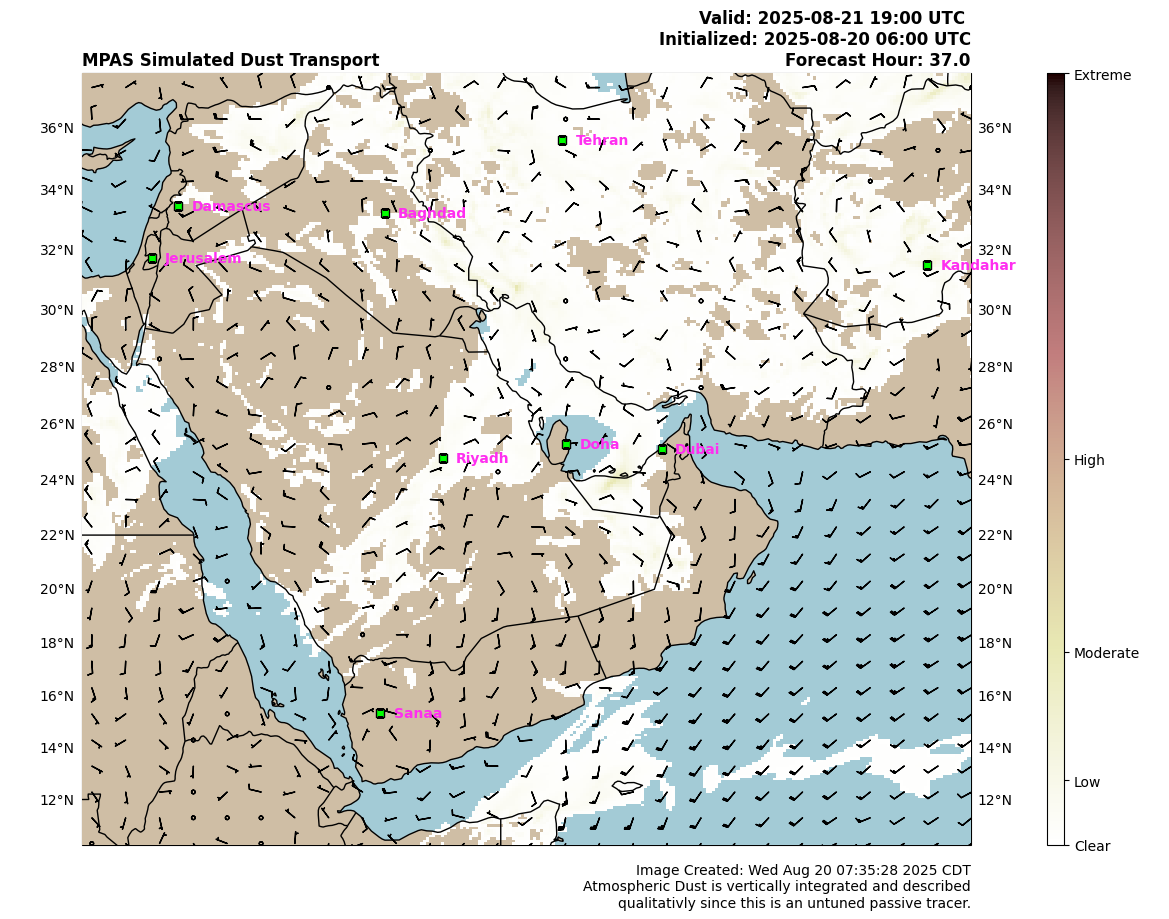 Valid: 2025-08-21 19:00 UTC
Initialized: 2025-08-20 06:00 UTC
MPAS Simulated Dust Transport
Forecast Hour: 37.0
36°N
34°N
32°N
30°N
28°N
26°N
24°N
22°N
20°N
18°N
16°N
14°N
12°N
Tehran
Damascus
Baghdad
Jerusalem
Kandahar
Doha
Dubai
Riyadh
Sanaa
36°N
34°N
32°N
30°N
28°N
26°N
24°N
22°N
20°N
18°N
16°N
14°N
12°N
Extreme
High
Moderate
Low
Clear
Image Created: Wed Aug 20 07:35:28 2025 CDT
Atmospheric Dust is vertically integrated and described
qualitativly since this is an untuned passive tracer.